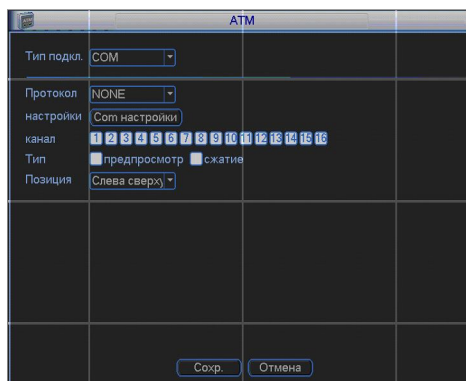 ATM
Тип подкл. COM
Протокол NONE
настройки Com настройки
канал 1 2 3 4 5 6 7 8 9 10 11 12 13 14 15 16
Тип предпросмотр сжатие
Позиция Слева сверху
Сохр. Отмена